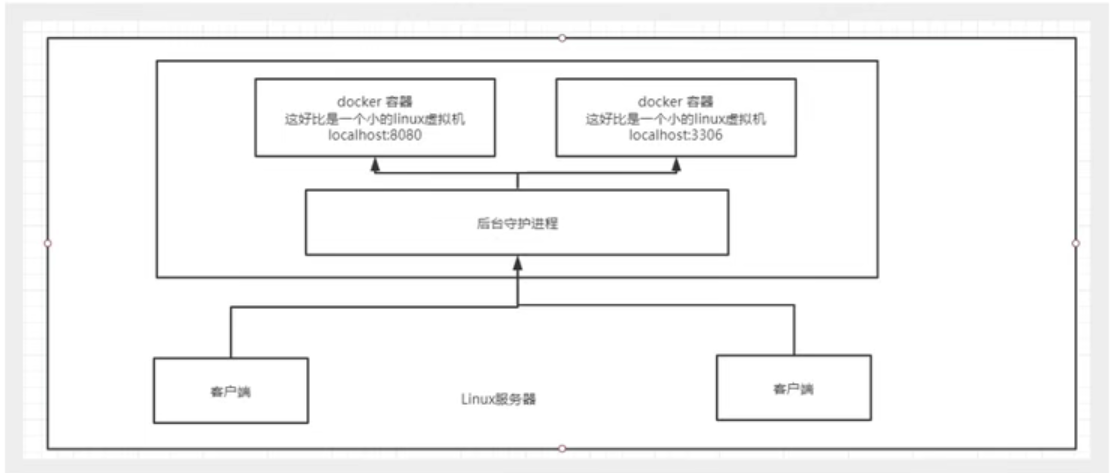 docker 容器
这好比是一个小的linux虚拟机
localhost:8080
docker 容器
这好比是一个小的linux虚拟机
localhost:3306
后台守护进程
客户端
Linux服务器
客户端